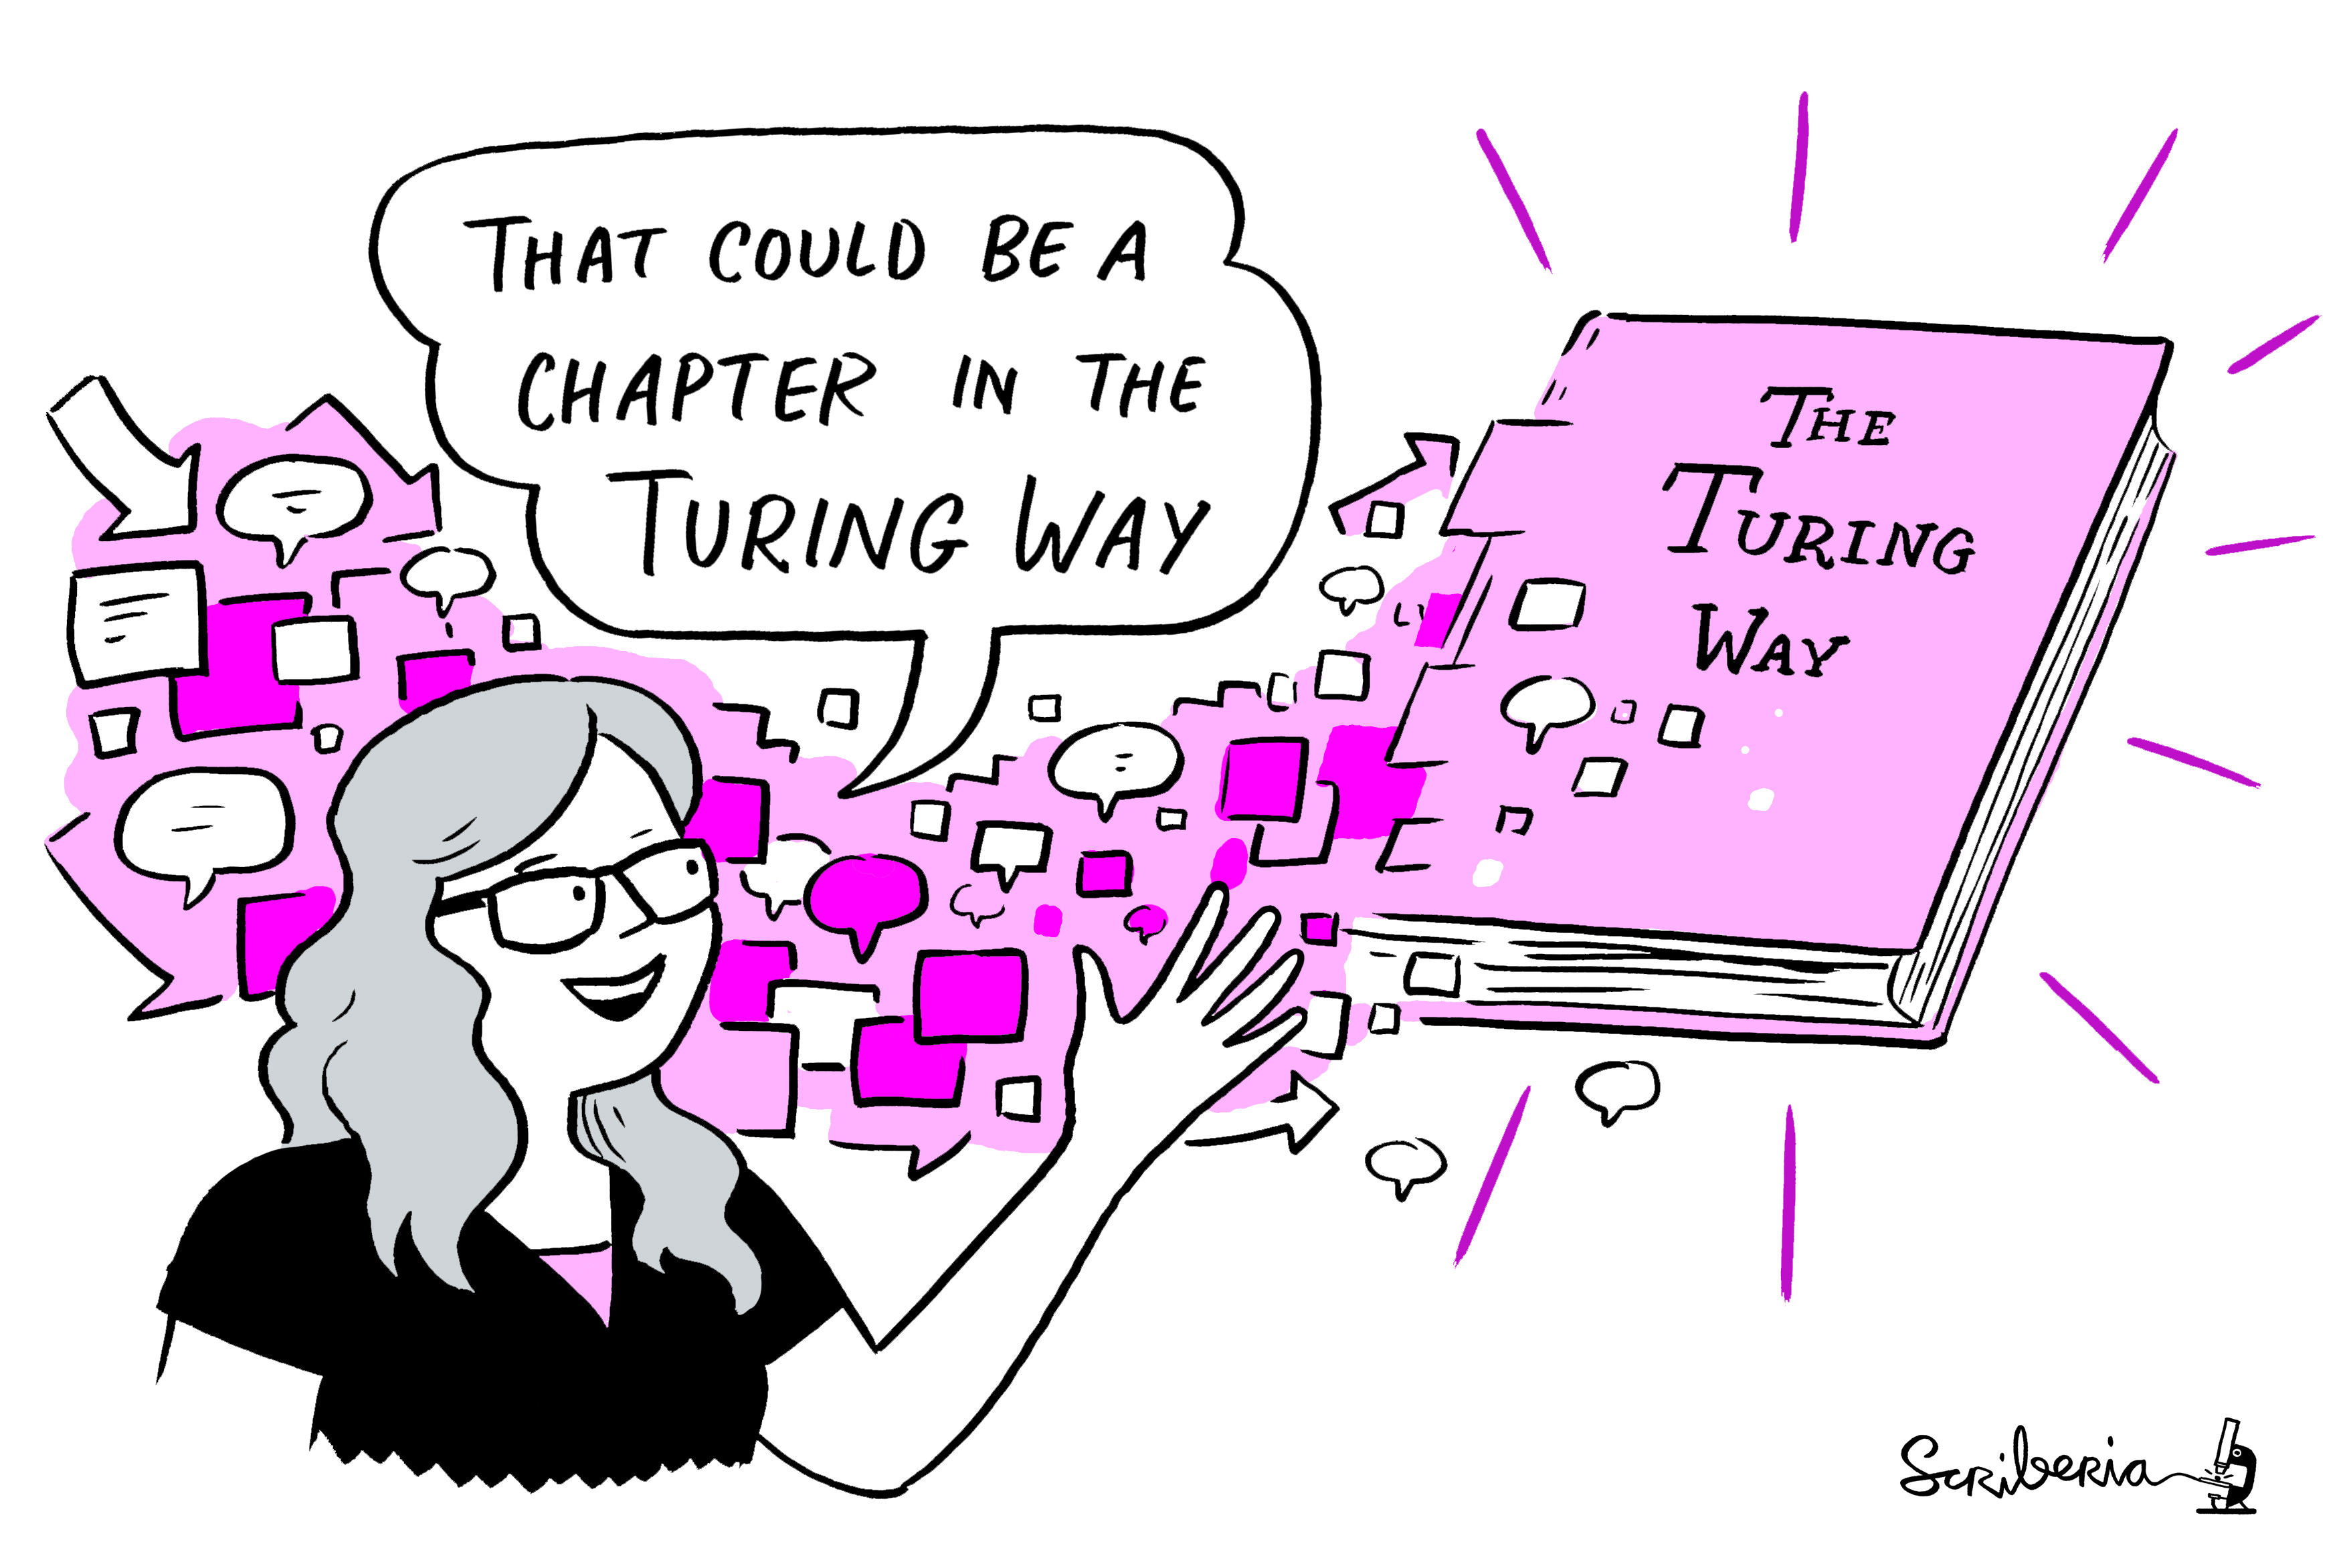 THAT COULD BE A
CHAPTER IN THE
TURING WAY
THE
TURING
WAY
Scriberia